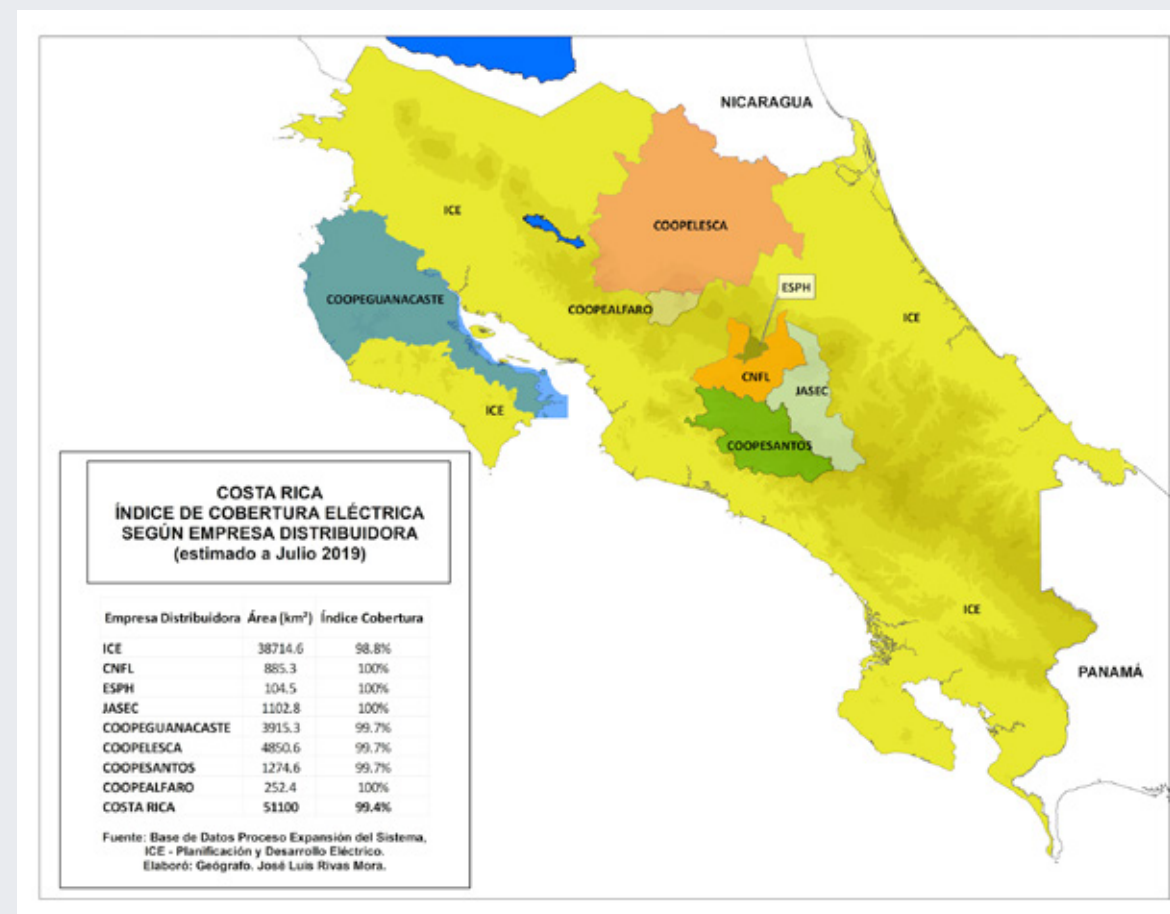 NICARAGUA
ICE
COOPELESCA
COOPEGUANACASTE
ESPH
COOPEALFARO
ICE
CNFL
JASEC
ICE
COOPESANTOS
ICE
PANAMÁ
COSTA RICA
ÍNDICE DE COBERTURA ELÉCTRICA
SEGÚN EMPRESA DISTRIBUIDORA
(estimado a Julio 2019)
Empresa Distribuidora Área (km²) Índice Cobertura
ICE 38714.6 98.8%
CNFL 885.3 100%
ESPH 104.5 100%
JASEC 1102.8 100%
COOPEGUANACASTE 3915.3 99.7%
COOPELESCA 4850.6 99.7%
COOPESANTOS 1274.6 99.7%
COOPEALFARO 252.4 100%
COSTA RICA 51100 99.4%
Fuente: Base de Datos Proceso Expansión del Sistema,
ICE - Planificación y Desarrollo Eléctrico.
Elaboró: Geógrafo. José Luis Rivas Mora.